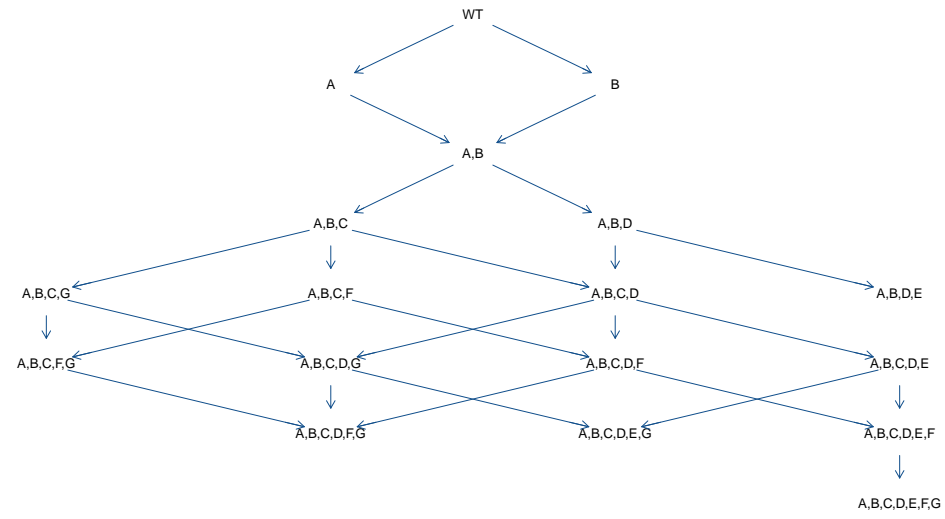 WT
A
B
A,B
A,B,C
A,B,D
A,B,C,G
A,B,C,F
A,B,C,D
A,B,D,E
A,B,C,F,G
A,B,C,D,G
A,B,C,D,F
A,B,C,D,E
A,B,C,D,F,G
A,B,C,D,E,G
A,B,C,D,E,F
A,B,C,D,E,F,G